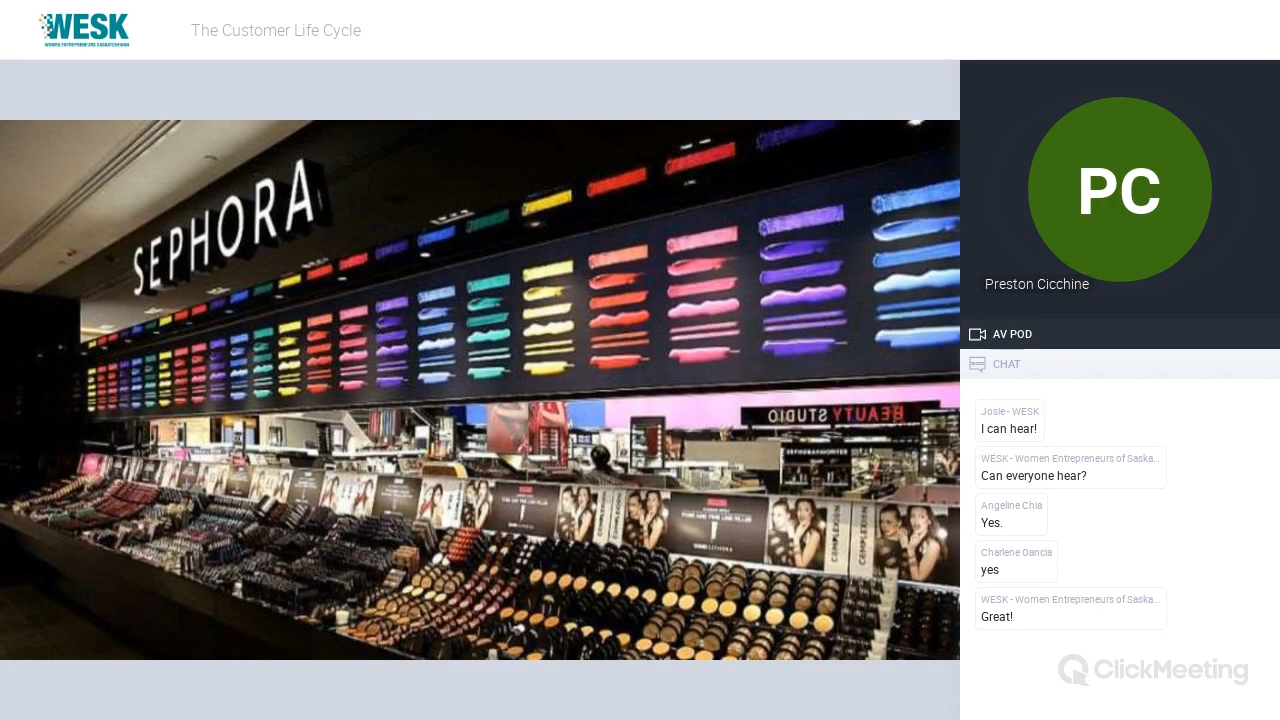 WESK
WOMEN ENTREPRENEURS SASKATCHEWAN
The Customer Life Cycle
SEPHORA
BEAUTY STUDIO
COMPLEXION
COMPLEXION
PC
Preston Cicchine
AV POD
CHAT
Josie - WESK
I can hear!
WESK - Women Entrepreneurs of Saska...
Can everyone hear?
Angeline Chia
Yes.
Charlene Oancia
yes
WESK - Women Entrepreneurs of Saska...
Great!
ClickMeeting